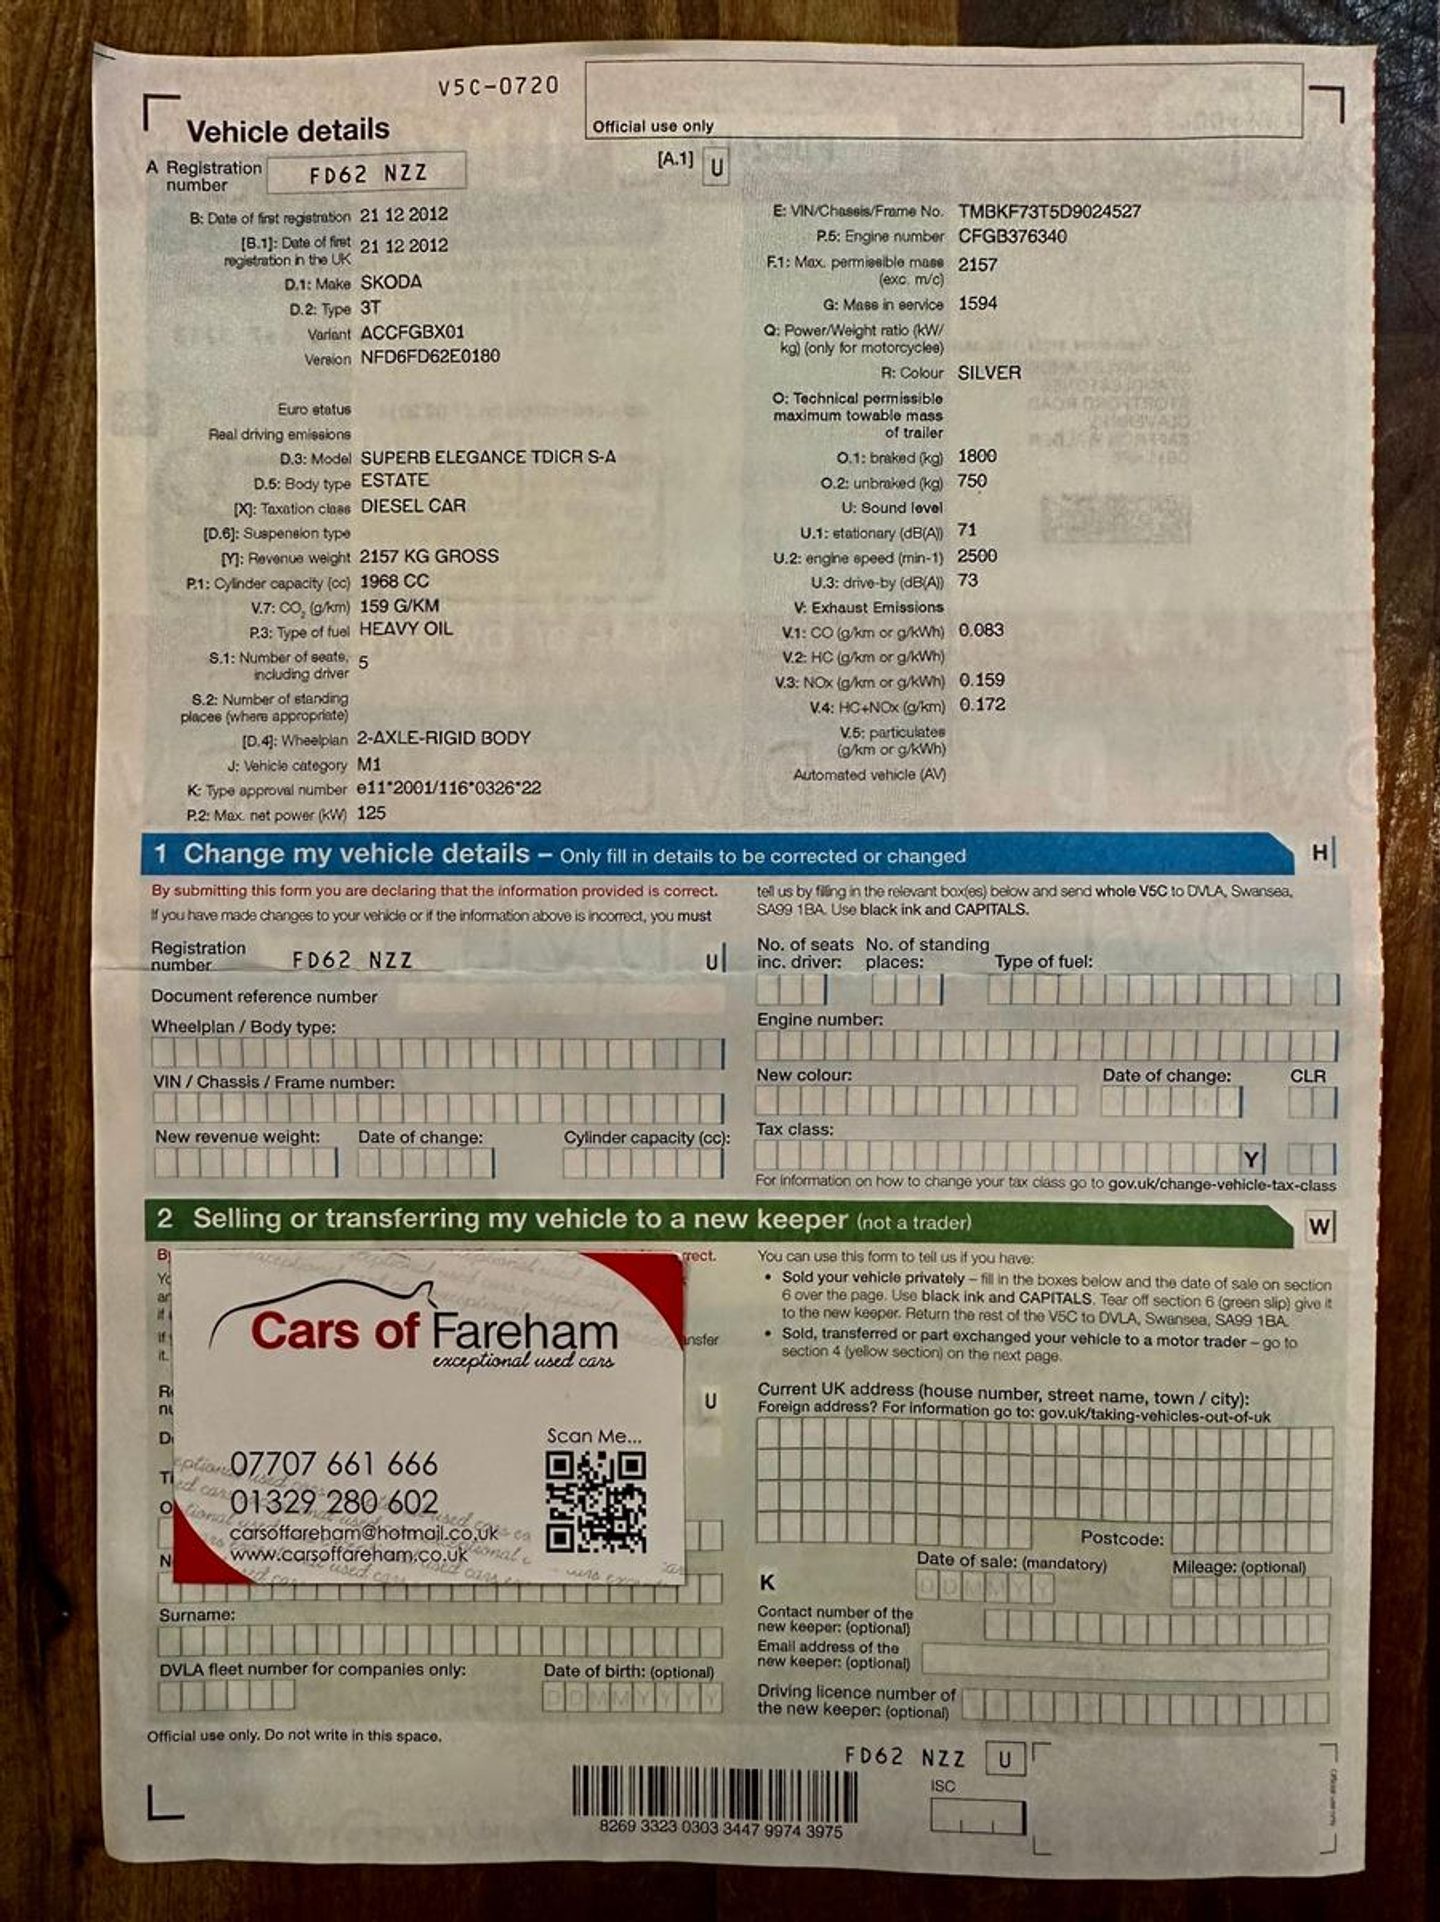 V5C-0720
Official use only
Vehicle details
A Registration number FD62 NZZ
[A.1] U
B: Date of first registration 21 12 2012
[B.1]: Date of first registration in the UK 21 12 2012
D.1: Make SKODA
D.2: Type 3T
Variant ACCFGBX01
Version NFD6FD62E0180
Euro status
Real driving emissions
D.3: Model SUPERB ELEGANCE TDICR S-A
D.5: Body type ESTATE
[X]: Taxation class DIESEL CAR
[D.6]: Suspension type
[Y]: Revenue weight 2157 KG GROSS
P.1: Cylinder capacity (cc) 1968 CC
V.7: CO2 (g/km) 159 G/KM
P.3: Type of fuel HEAVY OIL
S.1: Number of seats, including driver 5
S.2: Number of standing places (where appropriate)
[D.4]: Wheelplan 2-AXLE-RIGID BODY
J: Vehicle category M1
K: Type approval number e11*2001/116*0326*22
P.2: Max. net power (kW) 125
E: VIN/Chassis/Frame No. TMBKF73T5D9024527
P.5: Engine number CFGB376340
F.1: Max. permissible mass (exc. m/c) 2157
G: Mass in service 1594
Q: Power/Weight ratio (kW/kg) (only for motorcycles)
R: Colour SILVER
O: Technical permissible maximum towable mass of trailer
O.1: braked (kg) 1800
O.2: unbraked (kg) 750
U: Sound level
U.1: stationary (dB(A)) 71
U.2: engine speed (min-1) 2500
U.3: drive-by (dB(A)) 73
V: Exhaust Emissions
V.1: CO (g/km or g/kWh) 0.083
V.2: HC (g/km or g/kWh)
V.3: NOx (g/km or g/kWh) 0.159
V.4: HC+NOx (g/km) 0.172
V.5: particulates (g/km or g/kWh)
Automated vehicle (AV)
1 Change my vehicle details – Only fill in details to be corrected or changed H
By submitting this form you are declaring that the information provided is correct.
If you have made changes to your vehicle or if the information above is incorrect, you must
tell us by filling in the relevant box(es) below and send whole V5C to DVLA, Swansea,
SA99 1BA. Use black ink and CAPITALS.
Registration number FD62 NZZ U
Document reference number
Wheelplan / Body type:
VIN / Chassis / Frame number:
New revenue weight: Date of change: Cylinder capacity (cc):
No. of seats inc. driver: No. of standing places: Type of fuel:
Engine number:
New colour: Date of change: CLR
Tax class:
Y
For information on how to change your tax class go to gov.uk/change-vehicle-tax-class
2 Selling or transferring my vehicle to a new keeper (not a trader) W
Cars of Fareham
exceptional used cars
Scan Me...
07707 661 666
01329 280 602
carsoffareham@hotmail.co.uk
www.carsoffareham.co.uk
U
Surname:
DVLA fleet number for companies only: Date of birth: (optional)
D D M M Y Y Y Y
You can use this form to tell us if you have:
• Sold your vehicle privately – fill in the boxes below and the date of sale on section
6 over the page. Use black ink and CAPITALS. Tear off section 6 (green slip) give it
to the new keeper. Return the rest of the V5C to DVLA, Swansea, SA99 1BA.
• Sold, transferred or part exchanged your vehicle to a motor trader – go to
section 4 (yellow section) on the next page.
Current UK address (house number, street name, town / city):
Foreign address? For information go to: gov.uk/taking-vehicles-out-of-uk
Postcode:
K
Date of sale: (mandatory) Mileage: (optional)
D D M M Y Y
Contact number of the
new keeper: (optional)
Email address of the
new keeper: (optional)
Driving licence number of
the new keeper: (optional)
Official use only. Do not write in this space.
FD62 NZZ U
ISC
8269 3323 0303 3447 9974 3975